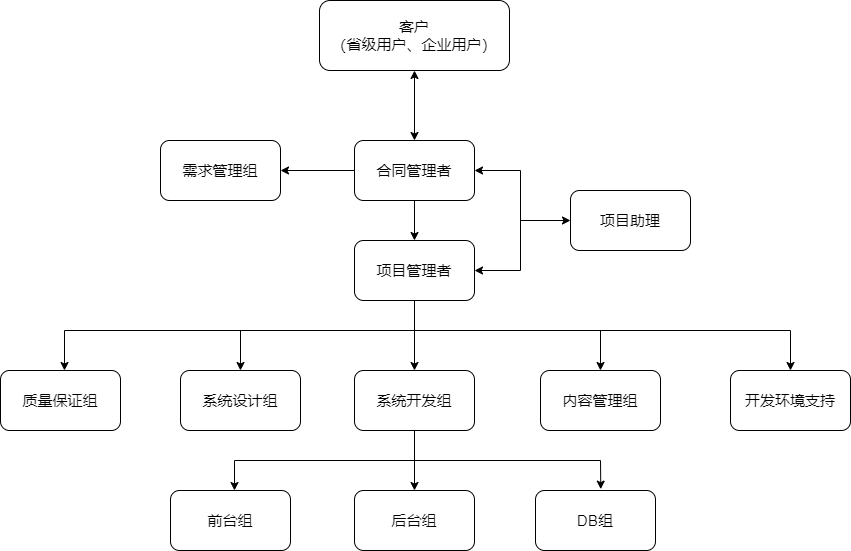 客户
（省级用户、企业用户）
需求管理组
合同管理者
项目助理
项目管理者
质量保证组
系统设计组
系统开发组
内容管理组
开发环境支持
前台组
后台组
DB组